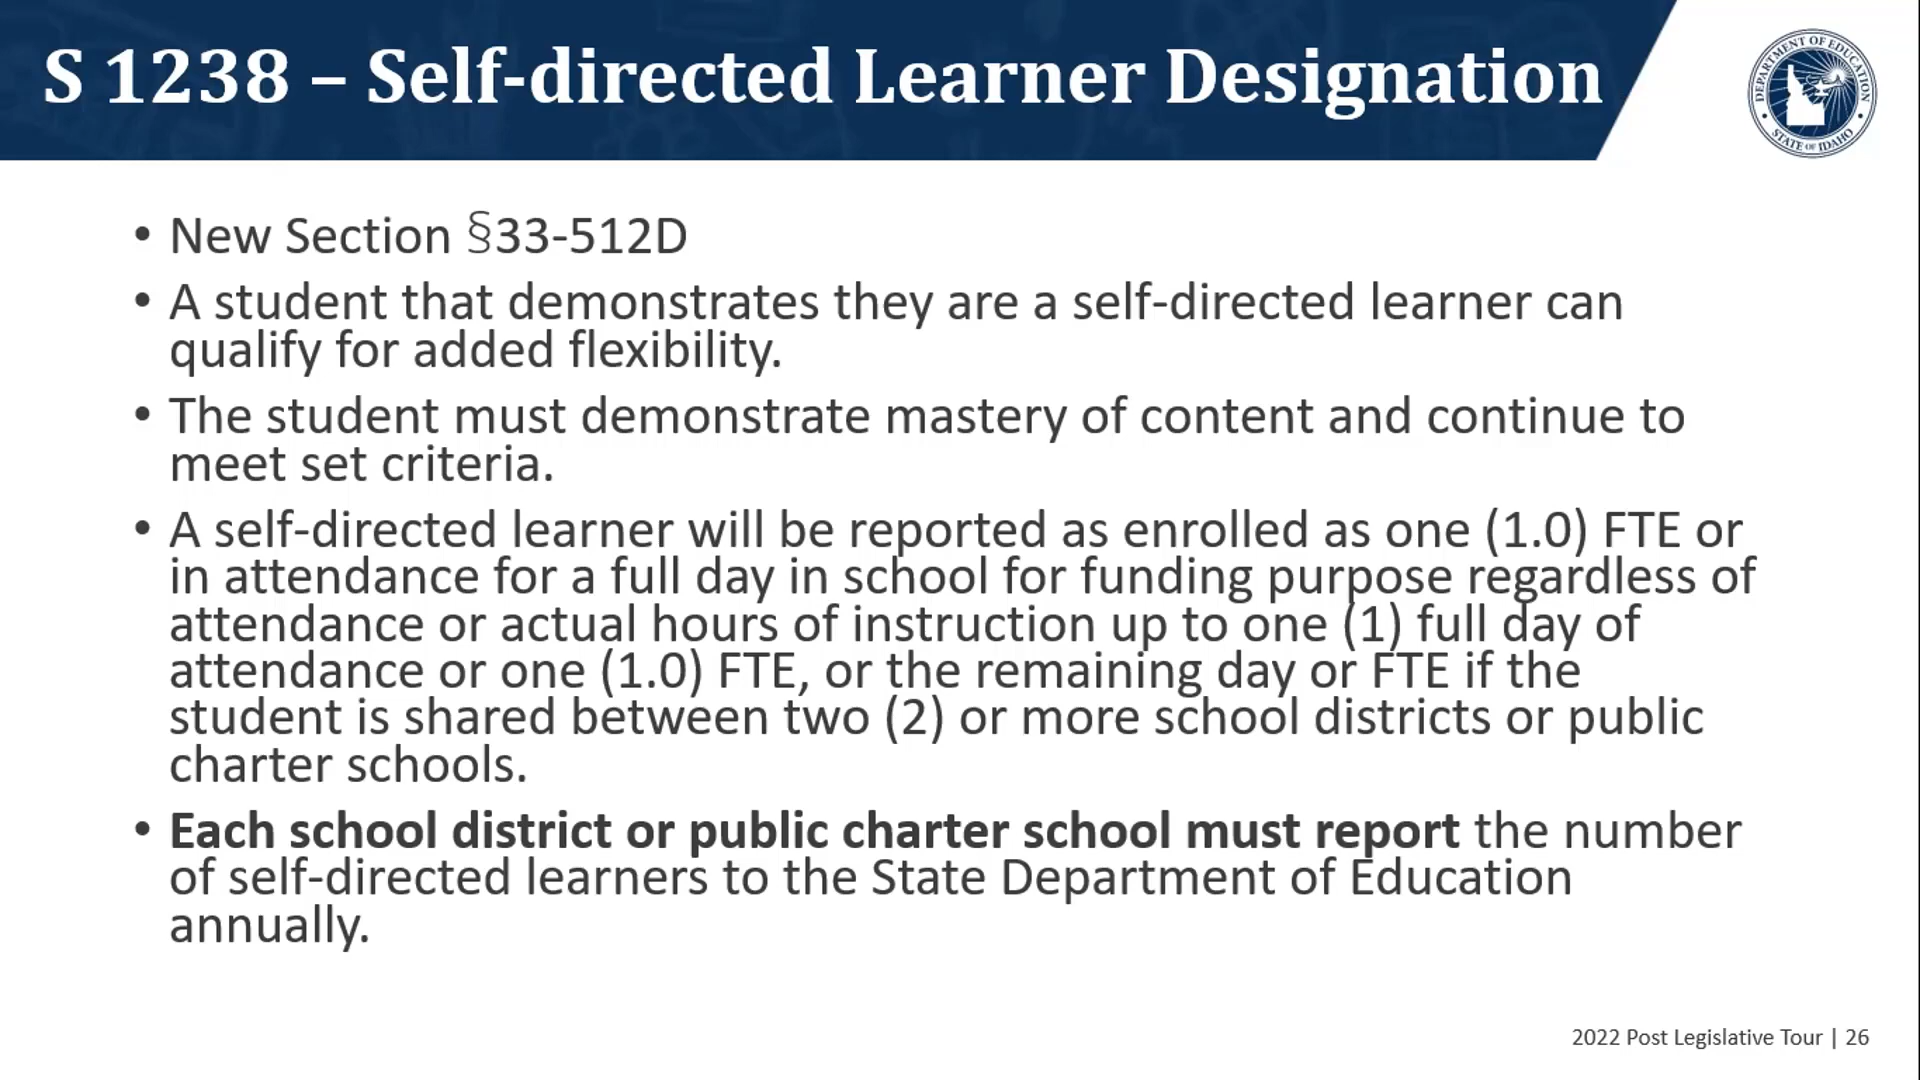 S 1238 – Self-directed Learner Designation
DEPARTMENT OF EDUCATION
STATE OF IDAHO
• New Section §33-512D
• A student that demonstrates they are a self-directed learner can
qualify for added flexibility.
• The student must demonstrate mastery of content and continue to
meet set criteria.
• A self-directed learner will be reported as enrolled as one (1.0) FTE or
in attendance for a full day in school for funding purpose regardless of
attendance or actual hours of instruction up to one (1) full day of
attendance or one (1.0) FTE, or the remaining day or FTE if the
student is shared between two (2) or more school districts or public
charter schools.
• Each school district or public charter school must report the number
of self-directed learners to the State Department of Education
annually.
2022 Post Legislative Tour | 26